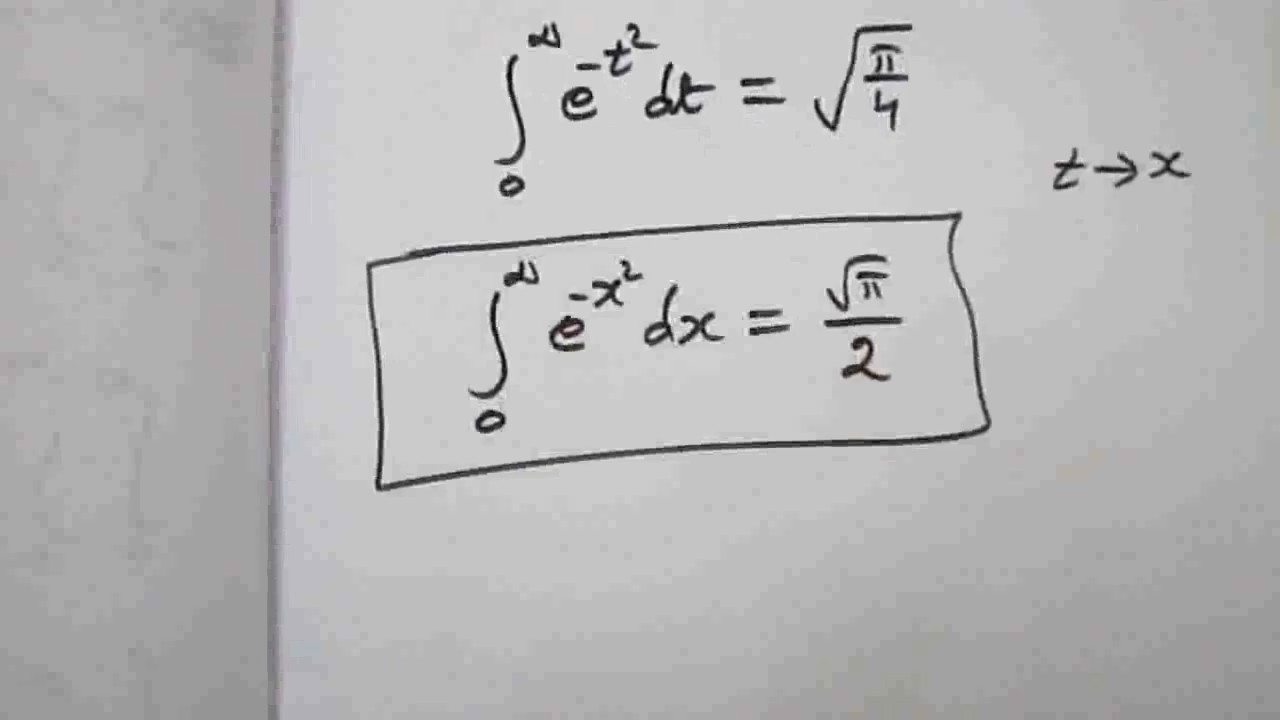 ∫₀^∞ e^{-t²} dt = √(π/4)
t → x
∫₀^∞ e^{-x²} dx = √π/2